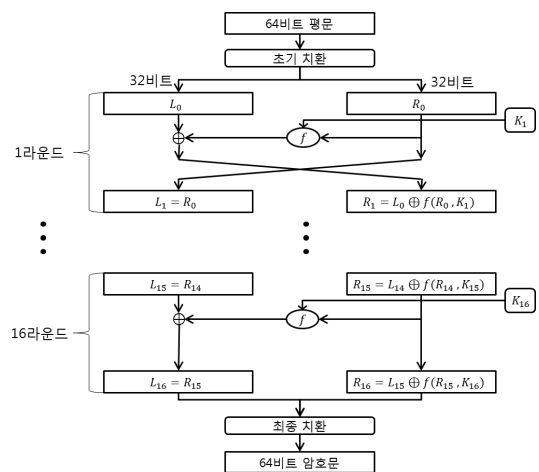 64비트 평문
초기 치환
32비트 32비트
L₀ R₀
K₁
f
⊕
1라운드
L₁ = R₀ R₁ = L₀ ⊕ f(R₀, K₁)
L₁₅ = R₁₄ R₁₅ = L₁₄ ⊕ f(R₁₄, K₁₅)
K₁₆
f
⊕
16라운드
L₁₆ = R₁₅ R₁₆ = L₁₅ ⊕ f(R₁₅, K₁₆)
최종 치환
64비트 암호문